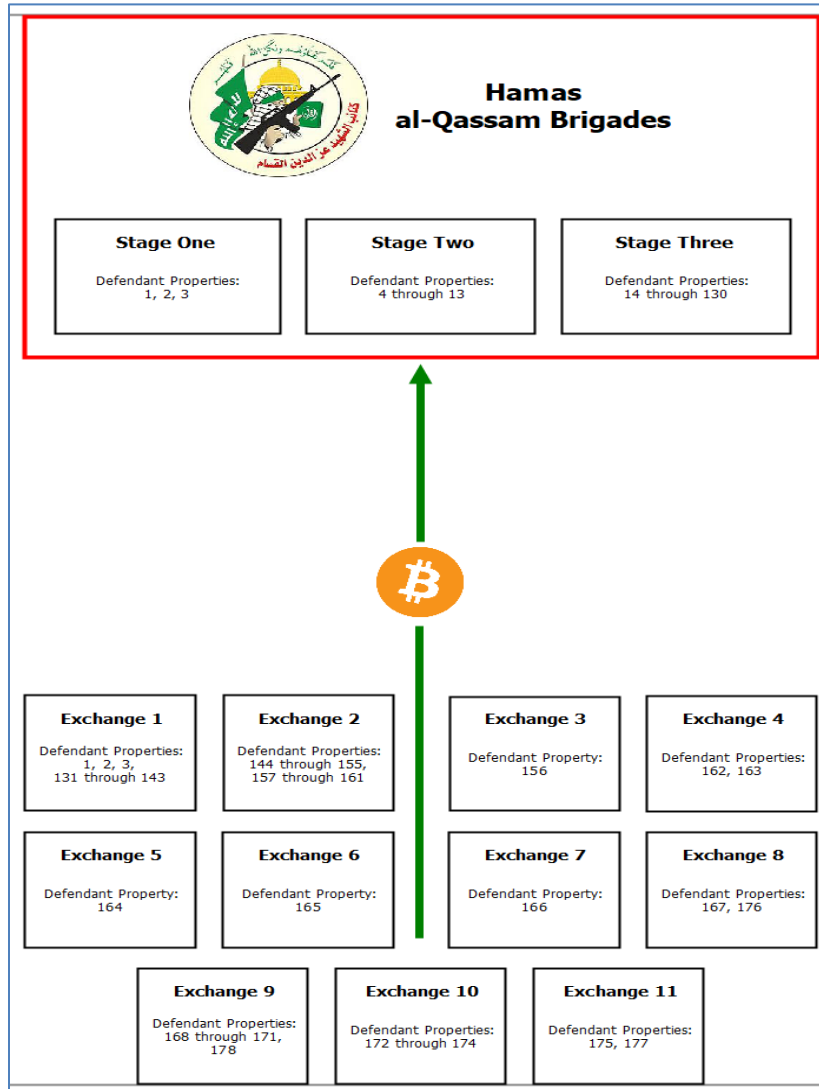 كتائب الشهيد عز الدين القسام
Hamas
al-Qassam Brigades
Stage One
Defendant Properties:
1, 2, 3
Stage Two
Defendant Properties:
4 through 13
Stage Three
Defendant Properties:
14 through 130
Exchange 1
Defendant Properties:
1, 2, 3,
131 through 143
Exchange 2
Defendant Properties:
144 through 155,
157 through 161
Exchange 3
Defendant Property:
156
Exchange 4
Defendant Properties:
162, 163
Exchange 5
Defendant Property:
164
Exchange 6
Defendant Property:
165
Exchange 7
Defendant Property:
166
Exchange 8
Defendant Properties:
167, 176
Exchange 9
Defendant Properties:
168 through 171,
178
Exchange 10
Defendant Properties:
172 through 174
Exchange 11
Defendant Properties:
175, 177